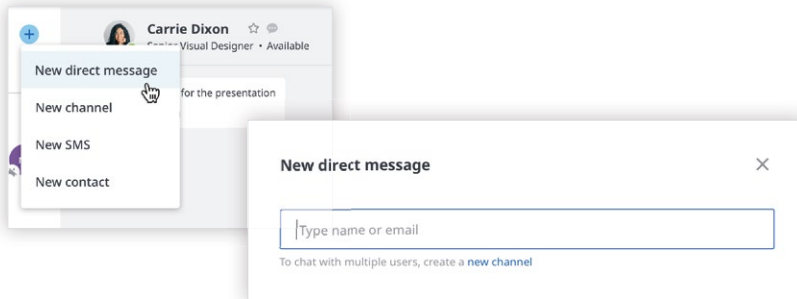 Carrie Dixon
Senior Visual Designer • Available
New direct message
for the presentation
New channel
New SMS
New contact
New direct message
Type name or email
To chat with multiple users, create a new channel